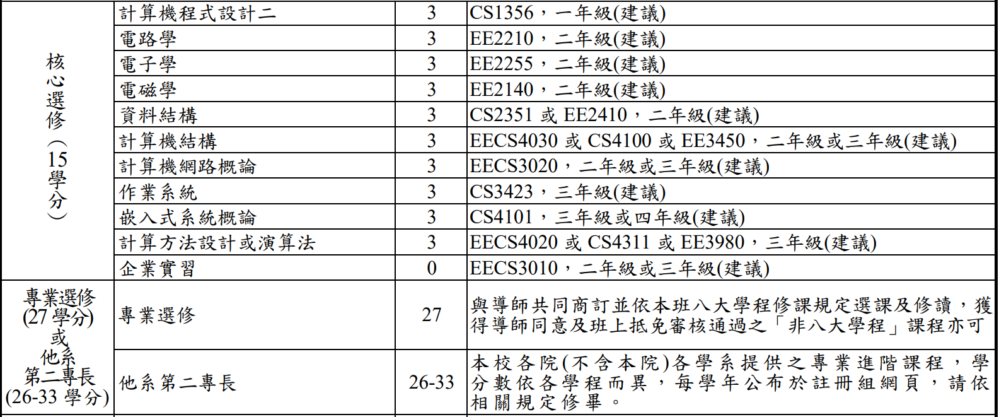 核心選修（15學分）
計算機程式設計二 3 CS1356，一年級(建議)
電路學 3 EE2210，二年級(建議)
電子學 3 EE2255，二年級(建議)
電磁學 3 EE2140，二年級(建議)
資料結構 3 CS2351 或 EE2410，二年級(建議)
計算機結構 3 EECS4030 或 CS4100 或 EE3450，二年級或三年級(建議)
計算機網路概論 3 EECS3020，二年級或三年級(建議)
作業系統 3 CS3423，三年級(建議)
嵌入式系統概論 3 CS4101，三年級或四年級(建議)
計算方法設計或演算法 3 EECS4020 或 CS4311 或 EE3980，三年級(建議)
企業實習 0 EECS3010，二年級或三年級(建議)
專業選修
(27 學分)
或
他系
第二專長
(26-33 學分)
專業選修 27
與導師共同商訂並依本班八大學程修課規定選課及修讀，獲
得導師同意及班上抵免審核通過之「非八大學程」課程亦可
他系第二專長 26-33
本校各院(不含本院)各學系提供之專業進階課程，學
分數依各學程而異，每學年公布於註冊組網頁，請依
相關規定修畢。